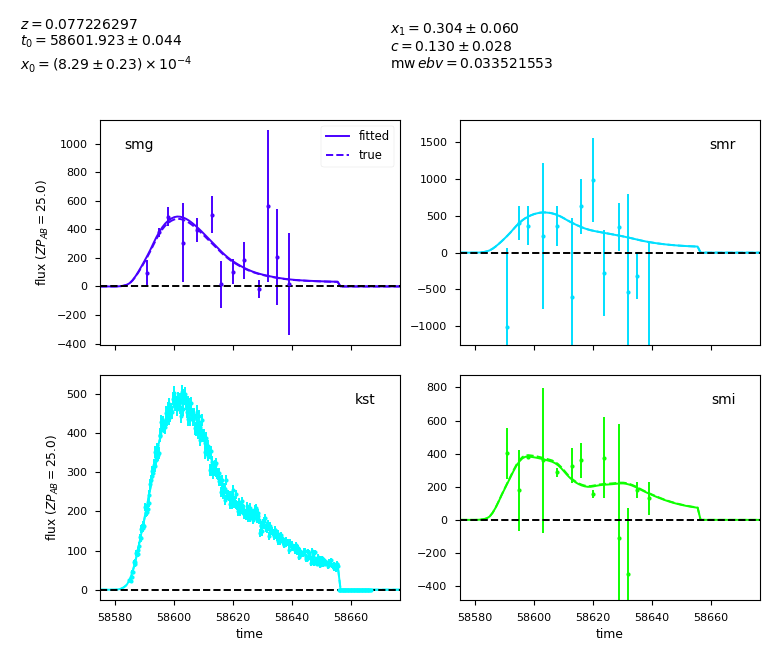 z = 0.077226297
t₀ = 58601.923 ± 0.044
x₀ = (8.29 ± 0.23) × 10⁻⁴
x₁ = 0.304 ± 0.060
c = 0.130 ± 0.028
mw ebv = 0.033521553
smg
fitted
true
1000
800
600
400
200
0
−200
−400
flux (ZP_AB = 25.0)
smr
1500
1000
500
0
−500
−1000
kst
500
400
300
200
100
0
flux (ZP_AB = 25.0)
58580 58600 58620 58640 58660
time
smi
800
600
400
200
0
−200
−400
58580 58600 58620 58640 58660
time